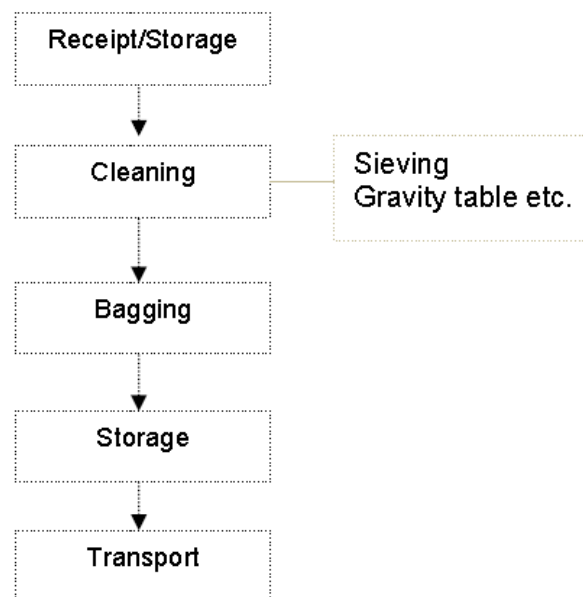 Receipt/Storage
Cleaning
Sieving
Gravity table etc.
Bagging
Storage
Transport